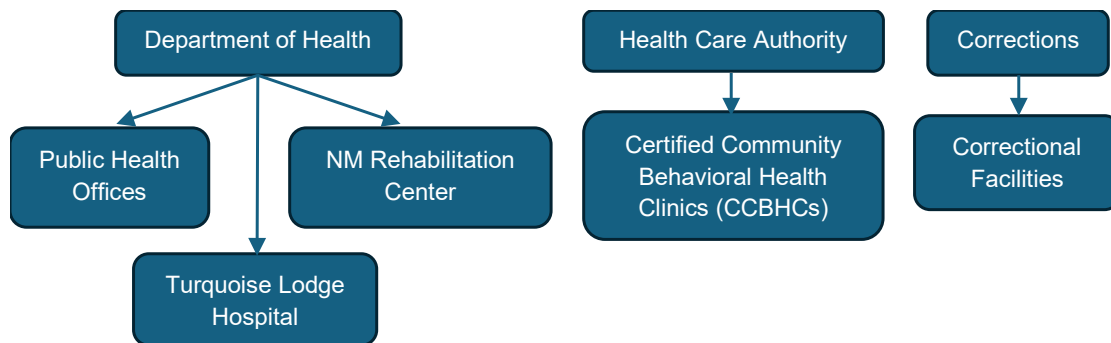 Department of Health
Health Care Authority
Corrections
Public Health
Offices
NM Rehabilitation
Center
Certified Community
Behavioral Health
Clinics (CCBHCs)
Correctional
Facilities
Turquoise Lodge
Hospital